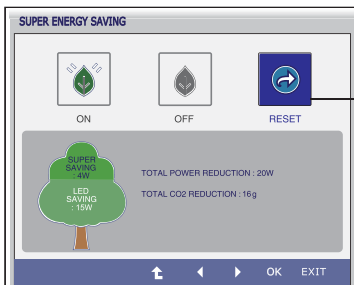 SUPER ENERGY SAVING
ON
OFF
RESET
SUPER
SAVING
: 4W
LED
SAVING
: 15W
TOTAL POWER REDUCTION : 20W
TOTAL CO2 REDUCTION : 16g
OK
EXIT